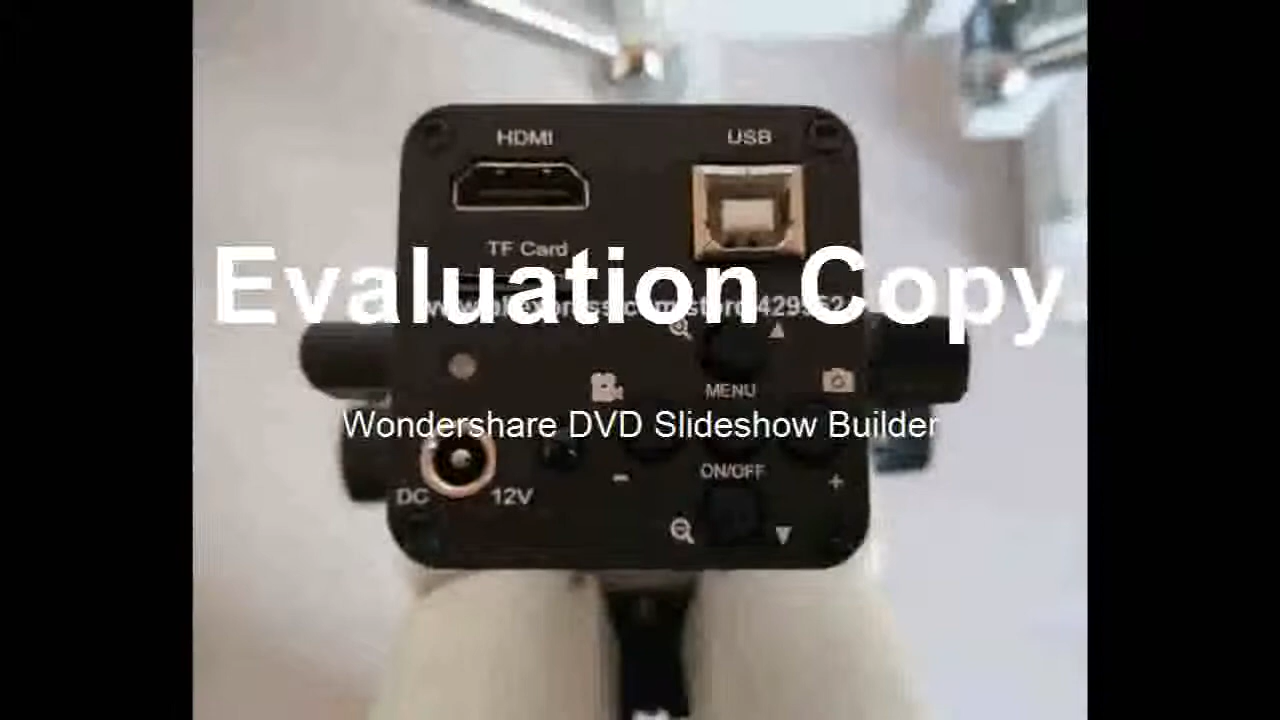 HDMI USB
TF Card
Evaluation Copy
MENU
Wondershare DVD Slideshow Builder
ON/OFF
- +
DC 12V